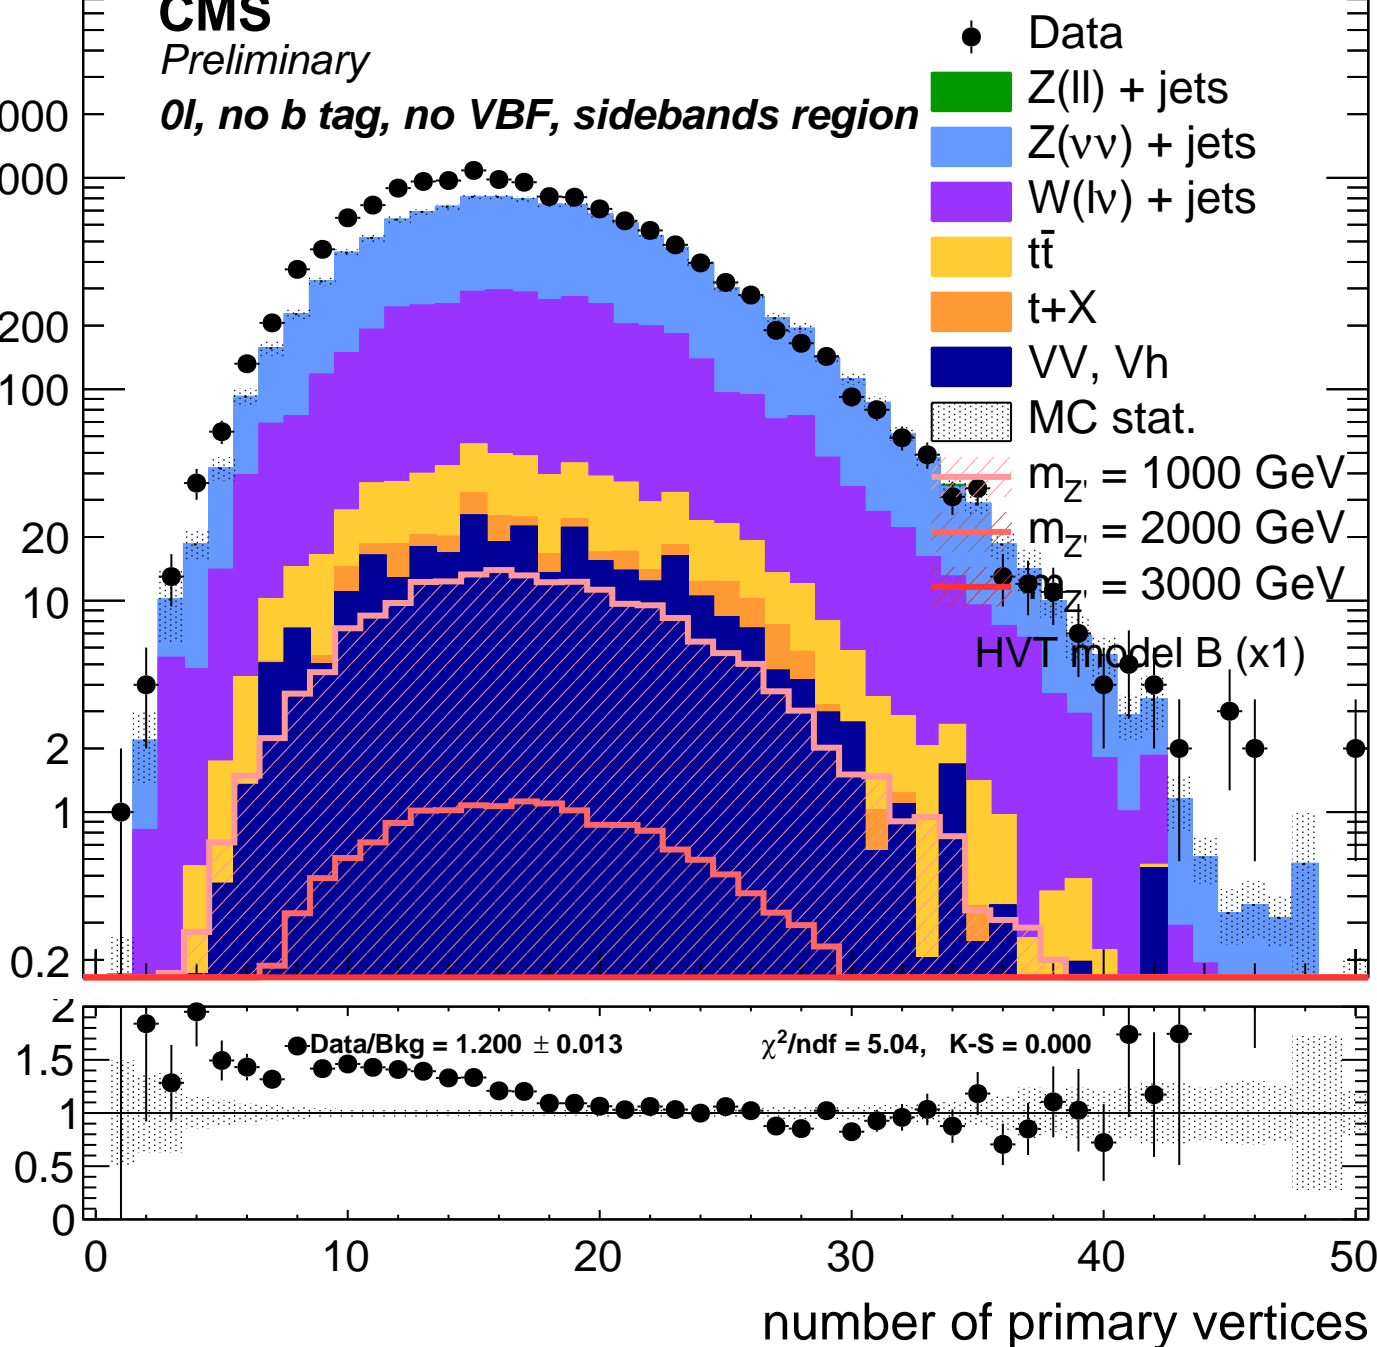 CMS
Preliminary
0l, no b tag, no VBF, sidebands region
Data
Z(ll) + jets
Z(νν) + jets
W(lν) + jets
tt̄
t+X
VV, Vh
MC stat.
m_Z' = 1000 GeV
m_Z' = 2000 GeV
m_Z' = 3000 GeV
HVT model B (x1)
000
000
200
100
20
10
2
1
0.2
2
1.5
1
0.5
0
Data/Bkg = 1.200 ± 0.013
χ²/ndf = 5.04, K-S = 0.000
0 10 20 30 40 50
number of primary vertices